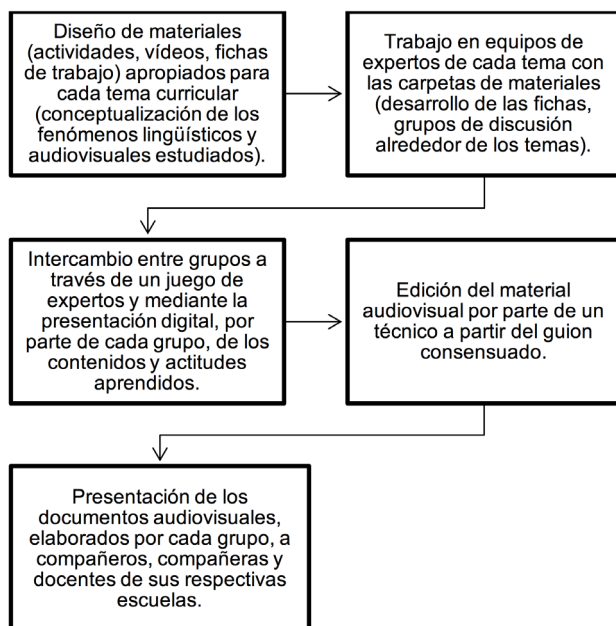 Diseño de materiales
(actividades, vídeos, fichas
de trabajo) apropiados para
cada tema curricular
(conceptualización de los
fenómenos lingüísticos y
audiovisuales estudiados).
Trabajo en equipos de
expertos de cada tema con
las carpetas de materiales
(desarrollo de las fichas,
grupos de discusión
alrededor de los temas).
Intercambio entre grupos a
través de un juego de
expertos y mediante la
presentación digital, por
parte de cada grupo, de los
contenidos y actitudes
aprendidos.
Edición del material
audiovisual por parte de un
técnico a partir del guion
consensuado.
Presentación de los
documentos audiovisuales,
elaborados por cada grupo, a
compañeros, compañeras y
docentes de sus respectivas
escuelas.